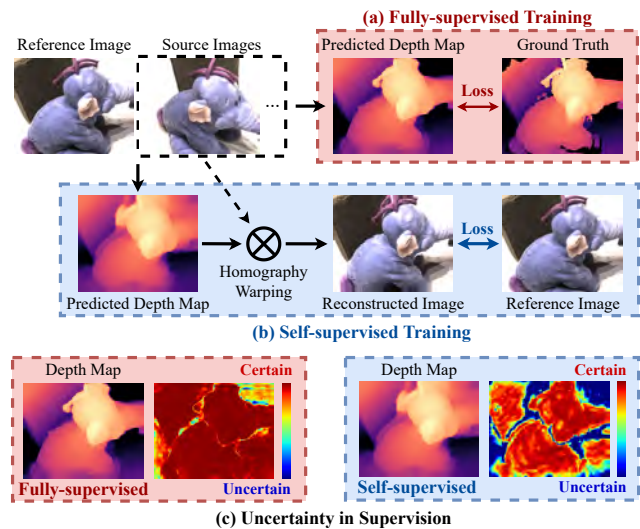 (a) Fully-supervised Training
Reference Image
Source Images
Predicted Depth Map
Ground Truth
...
Loss
Predicted Depth Map
Homography
Warping
Reconstructed Image
Loss
Reference Image
(b) Self-supervised Training
Depth Map
Certain
Fully-supervised
Uncertain
Depth Map
Certain
Self-supervised
Uncertain
(c) Uncertainty in Supervision